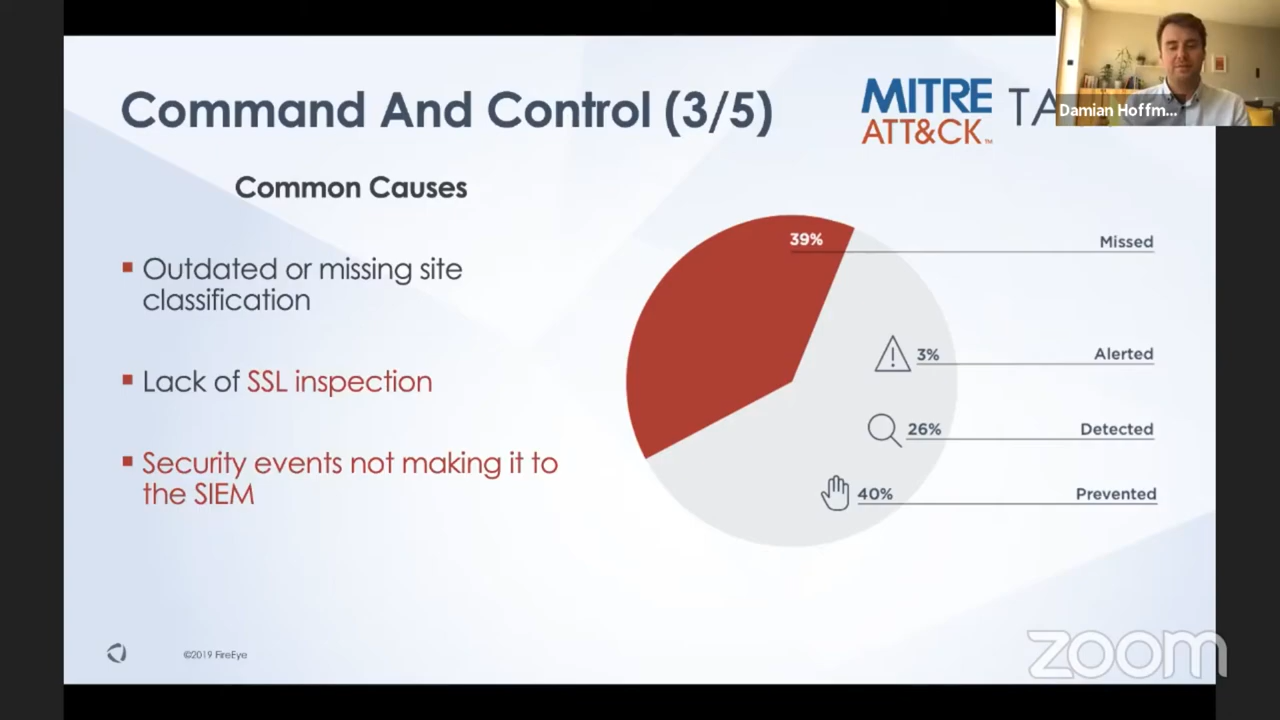 Command And Control (3/5)
MITRE
ATT&CK™
TA
Damian Hoffm...
Common Causes
Outdated or missing site
classification
Lack of SSL inspection
Security events not making it to
the SIEM
39%
Missed
3%
Alerted
26%
Detected
40%
Prevented
©2019 FireEye
zoom